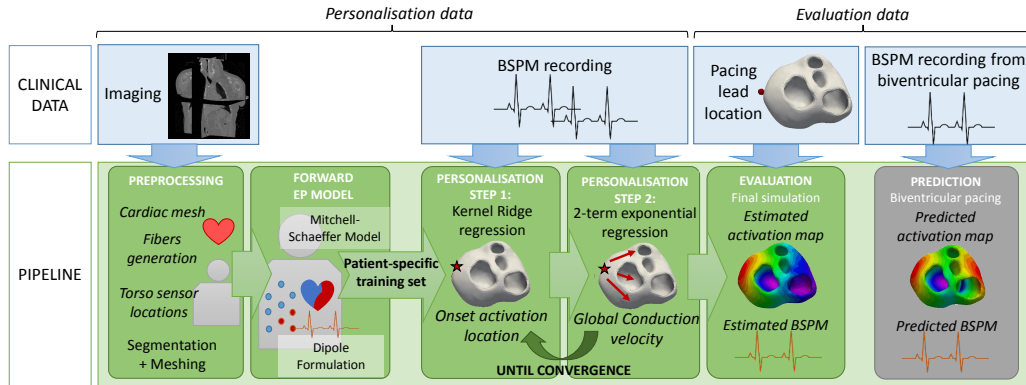 Personalisation data
Evaluation data
CLINICAL
DATA
Imaging
BSPM recording
Pacing
lead
location
BSPM recording from
biventricular pacing
PIPELINE
PREPROCESSING
Cardiac mesh
Fibers
generation
Torso sensor
locations
Segmentation
+ Meshing
FORWARD
EP MODEL
Mitchell-
Schaeffer Model
Dipole
Formulation
Patient-specific
training set
PERSONALISATION
STEP 1:
Kernel Ridge
regression
Onset activation
location
PERSONALISATION
STEP 2:
2-term exponential
regression
Global Conduction
velocity
UNTIL CONVERGENCE
EVALUATION
Final simulation
Estimated
activation map
Estimated BSPM
PREDICTION
Biventricular pacing
Predicted
activation map
Predicted BSPM